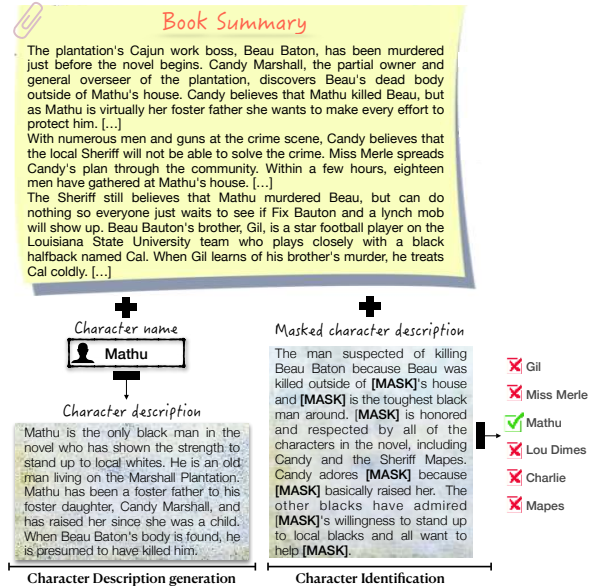 Book Summary
The plantation's Cajun work boss, Beau Baton, has been murdered
just before the novel begins. Candy Marshall, the partial owner and
general overseer of the plantation, discovers Beau's dead body
outside of Mathu's house. Candy believes that Mathu killed Beau, but
as Mathu is virtually her foster father she wants to make every effort to
protect him. [...]
With numerous men and guns at the crime scene, Candy believes that
the local Sheriff will not be able to solve the crime. Miss Merle spreads
Candy's plan through the community. Within a few hours, eighteen
men have gathered at Mathu's house. [...]
The Sheriff still believes that Mathu murdered Beau, but can do
nothing so everyone just waits to see if Fix Bauton and a lynch mob
will show up. Beau Bauton's brother, Gil, is a star football player on the
Louisiana State University team who plays closely with a black
halfback named Cal. When Gil learns of his brother's murder, he treats
Cal coldly. [...]
Character name
Mathu
Character description
Mathu is the only black man in the
novel who has shown the strength to
stand up to local whites. He is an old
man living on the Marshall Plantation.
Mathu has been a foster father to his
foster daughter, Candy Marshall, and
has raised her since she was a child.
When Beau Baton's body is found, he
is presumed to have killed him.
Character Description generation
Masked character description
The man suspected of killing
Beau Baton because Beau was
killed outside of [MASK]'s house
and [MASK] is the toughest black
man around. [MASK] is honored
and respected by all of the
characters in the novel, including
Candy and the Sheriff Mapes.
Candy adores [MASK] because
[MASK] basically raised her. The
other blacks have admired
[MASK]'s willingness to stand up
to local blacks and all want to
help [MASK].
Character Identification
Gil
Miss Merle
Mathu
Lou Dimes
Charlie
Mapes